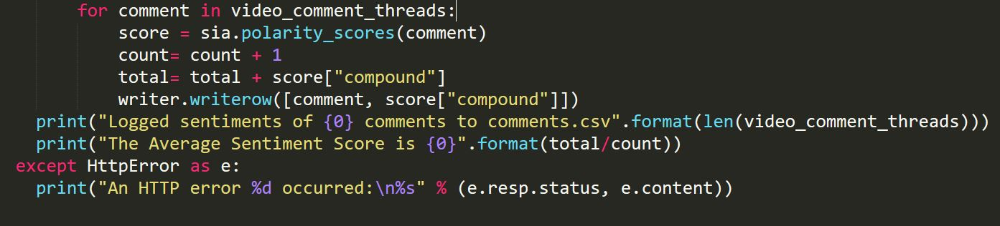 for comment in video_comment_threads:
score = sia.polarity_scores(comment)
count= count + 1
total= total + score["compound"]
writer.writerow([comment, score["compound"]])
print("Logged sentiments of {0} comments to comments.csv".format(len(video_comment_threads)))
print("The Average Sentiment Score is {0}".format(total/count))
except HttpError as e:
print("An HTTP error %d occurred:\n%s" % (e.resp.status, e.content))